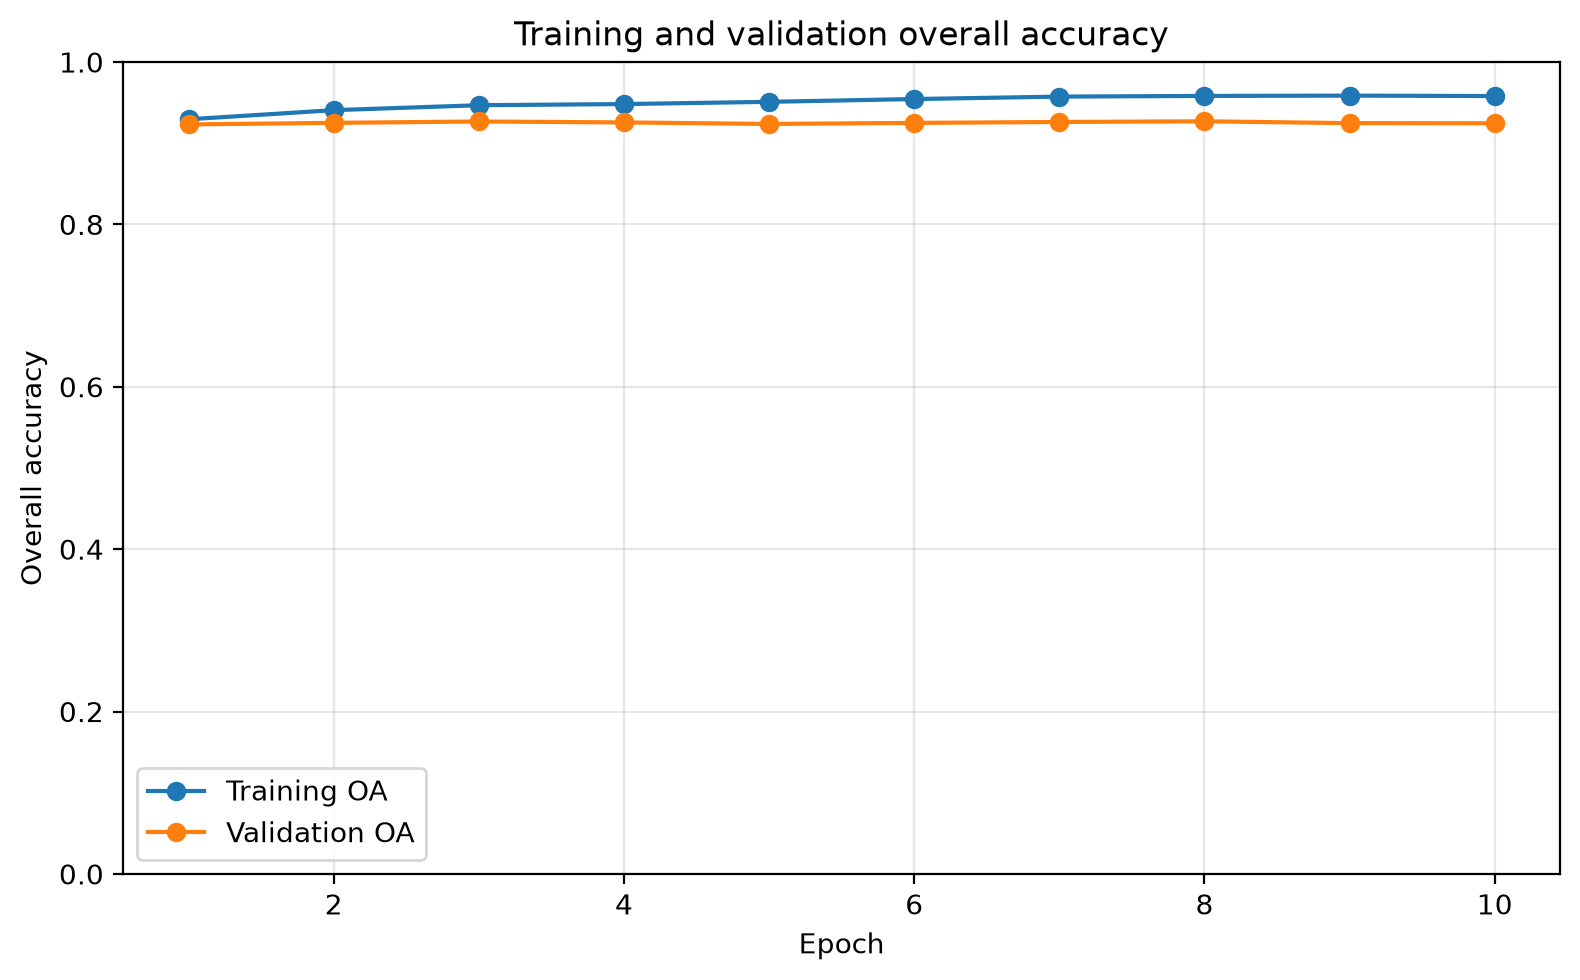 Training and validation overall accuracy
1.0
0.8
0.6
0.4
0.2
0.0
Overall accuracy
Training OA
Validation OA
2 4 6 8 10
Epoch